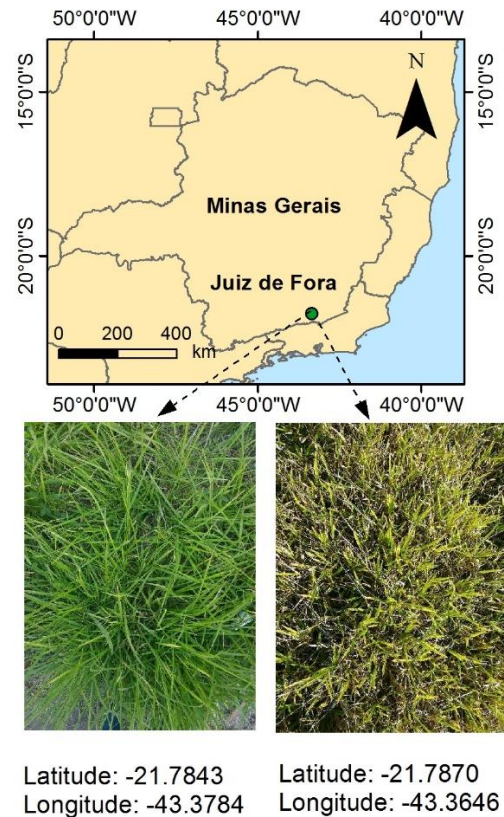 50°0'0"W 45°0'0"W 40°0'0"W
N
15°0'0"S 15°0'0"S
Minas Gerais
20°0'0"S 20°0'0"S
Juiz de Fora
0 200 400
km
50°0'0"W 45°0'0"W 40°0'0"W
Latitude: -21.7843
Longitude: -43.3784
Latitude: -21.7870
Longitude: -43.3646